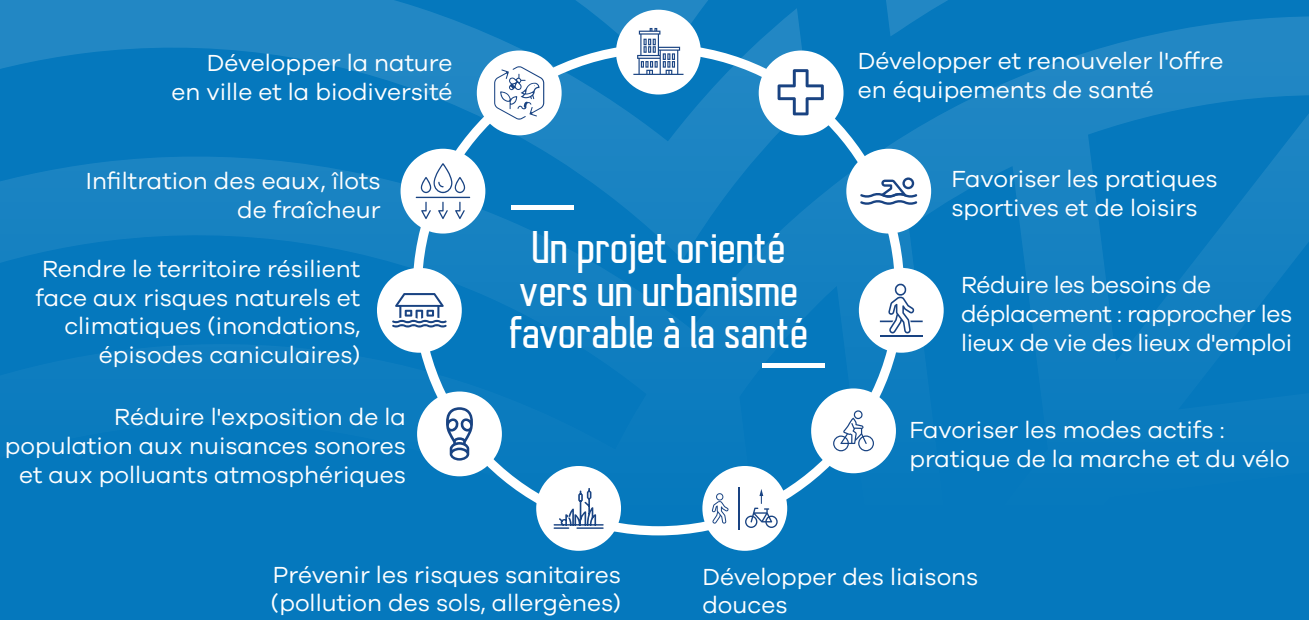 Un projet orienté
vers un urbanisme
favorable à la santé
Développer et renouveler l'offre
en équipements de santé
Favoriser les pratiques
sportives et de loisirs
Réduire les besoins de
déplacement : rapprocher les
lieux de vie des lieux d'emploi
Favoriser les modes actifs :
pratique de la marche et du vélo
Développer des liaisons
douces
Prévenir les risques sanitaires
(pollution des sols, allergènes)
Réduire l'exposition de la
population aux nuisances sonores
et aux polluants atmosphériques
Rendre le territoire résilient
face aux risques naturels et
climatiques (inondations,
épisodes caniculaires)
Infiltration des eaux, îlots
de fraîcheur
Développer la nature
en ville et la biodiversité